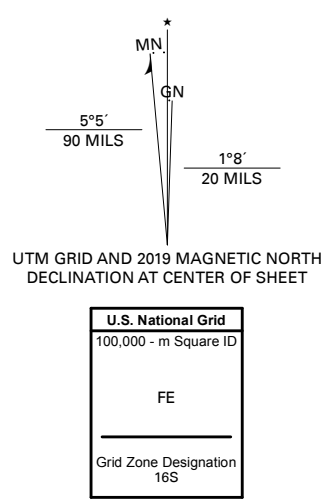 ★
MN
GN
5°5´
90 MILS
1°8´
20 MILS
UTM GRID AND 2019 MAGNETIC NORTH
DECLINATION AT CENTER OF SHEET
U.S. National Grid
100,000 - m Square ID
FE
Grid Zone Designation
16S